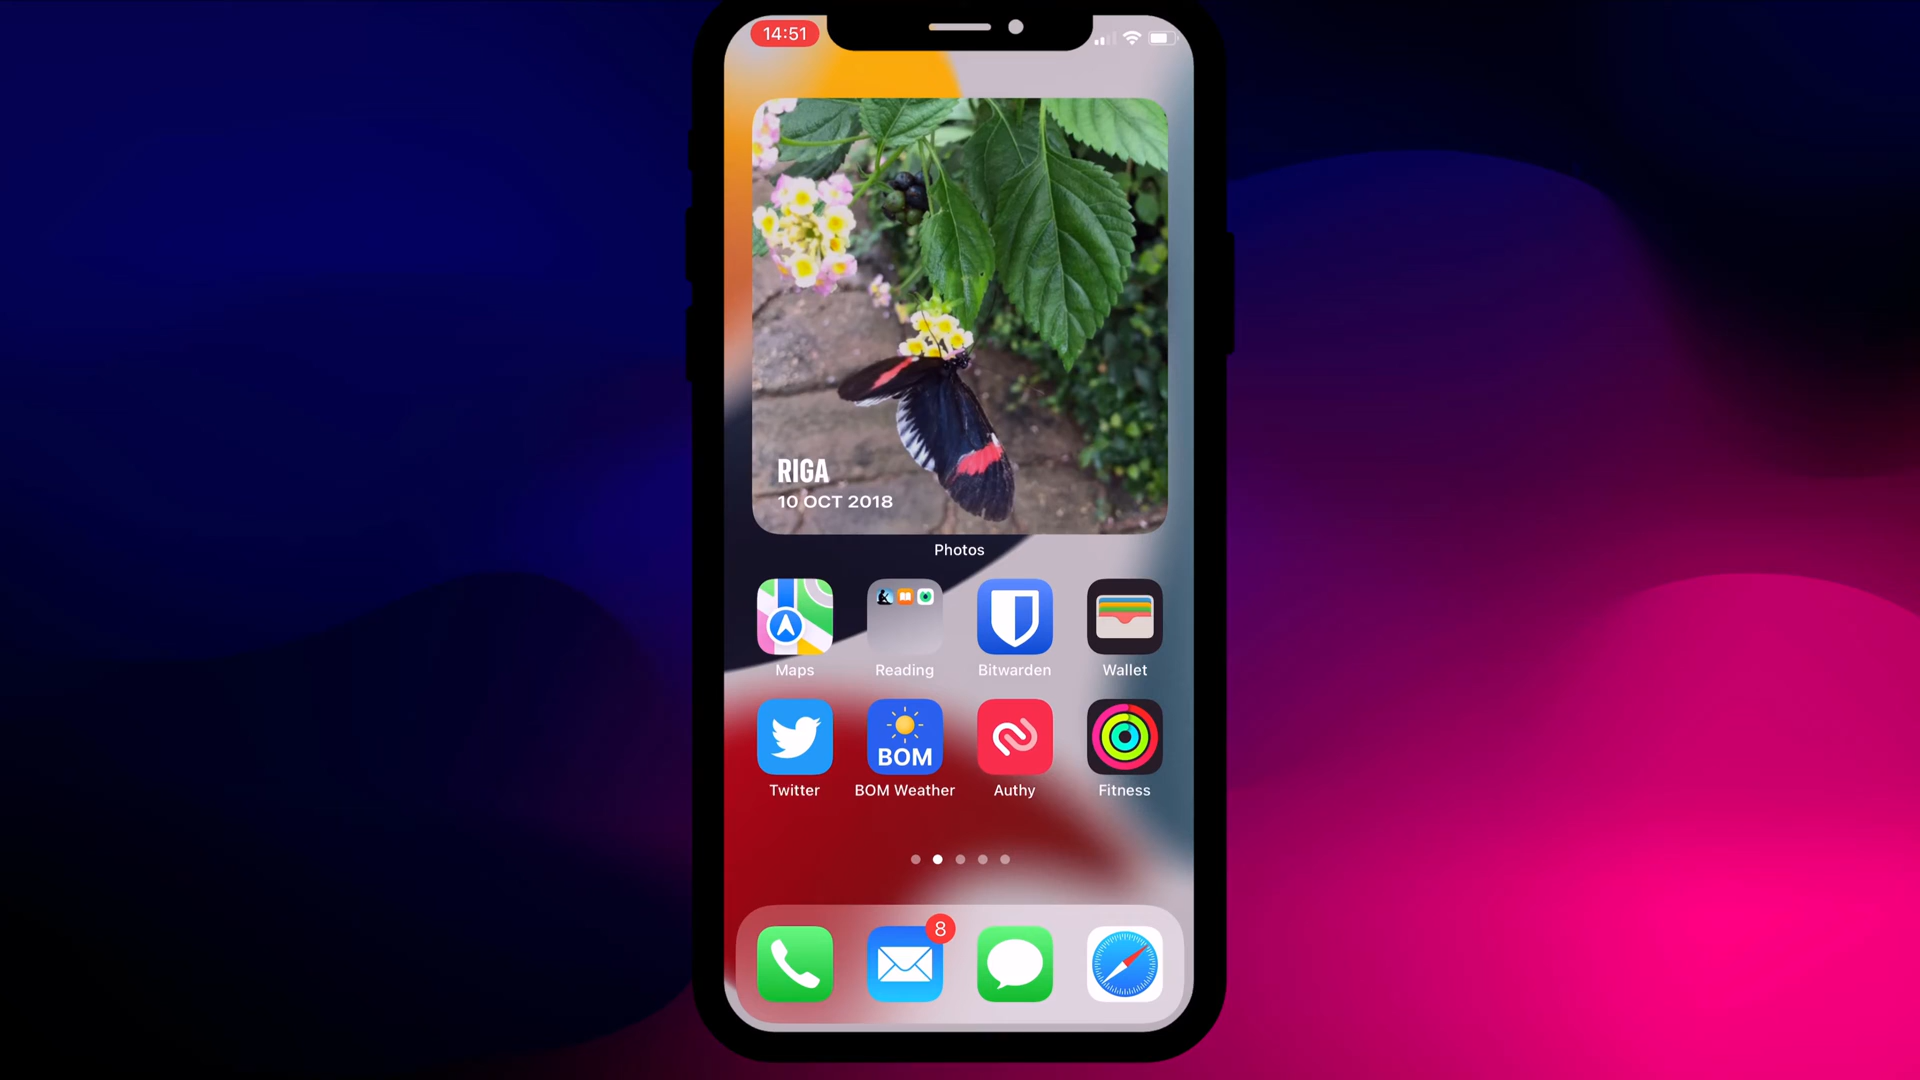 14:51
RIGA
10 OCT 2018
Photos
Maps
Reading
Bitwarden
Wallet
BOM
Twitter
BOM Weather
Authy
Fitness
8